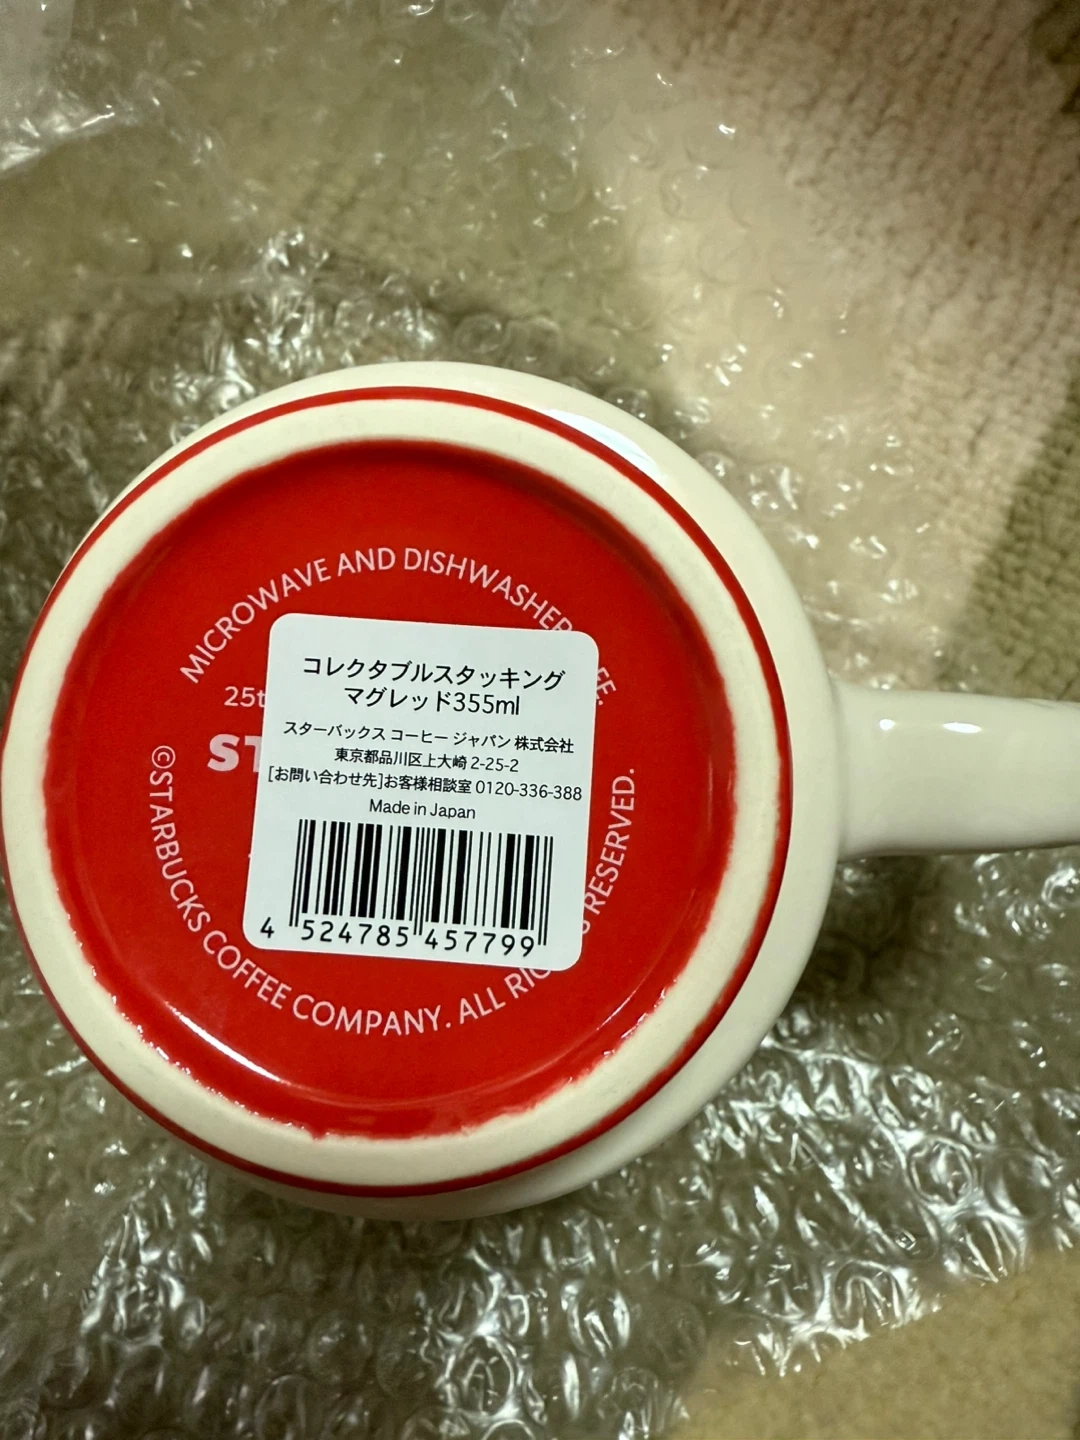 MICROWAVE AND DISHWASHER
25t
ST
コレクタブルスタッキング
マグレッド355ml
スターバックス コーヒー ジャパン 株式会社
東京都品川区上大崎 2-25-2
[お問い合わせ先]お客様相談室 0120-336-388
Made in Japan
4 524785 457799
©STARBUCKS COFFEE COMPANY. ALL RIG
RESERVED.